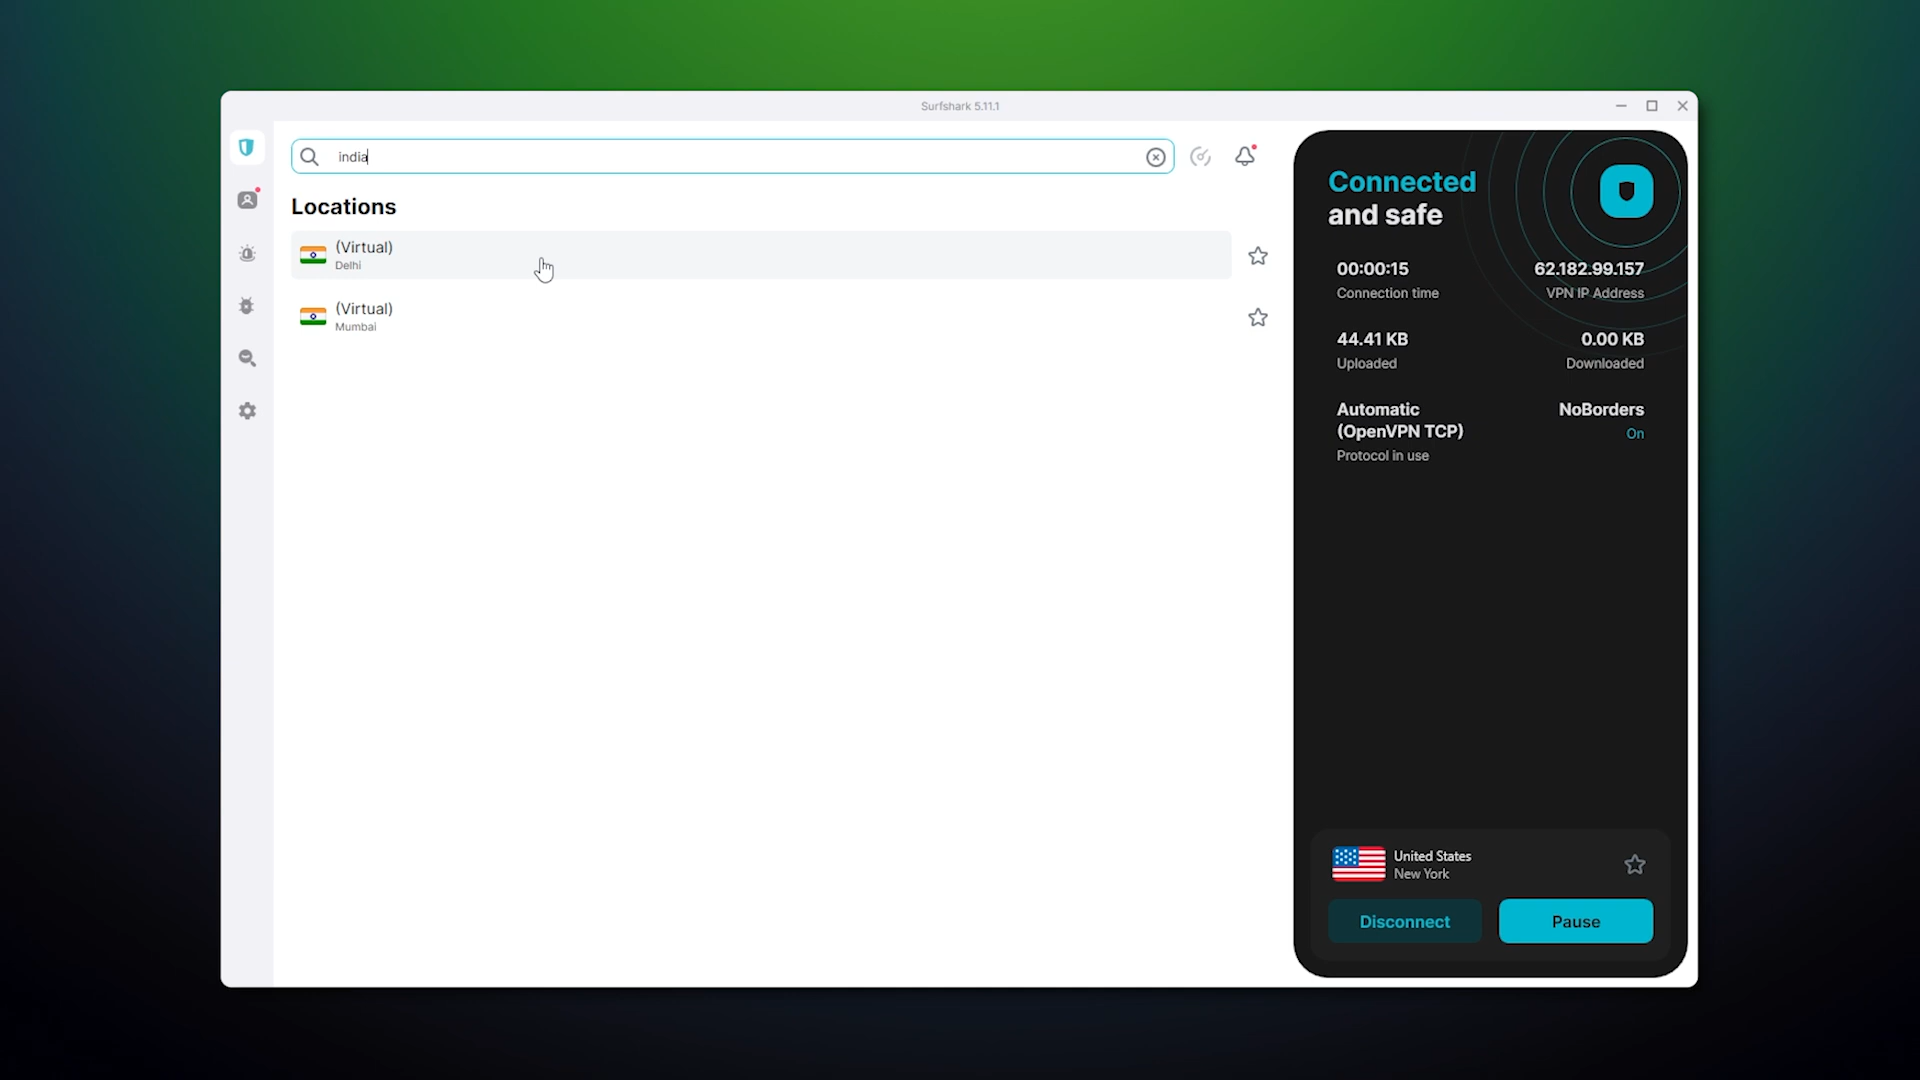 Surfshark 5.11.1
india
Locations
(Virtual)
Delhi
(Virtual)
Mumbai
Connected
and safe
00:00:15
Connection time
62.182.99.157
VPN IP Address
44.41 KB
Uploaded
0.00 KB
Downloaded
Automatic
(OpenVPN TCP)
Protocol in use
NoBorders
On
United States
New York
Disconnect
Pause